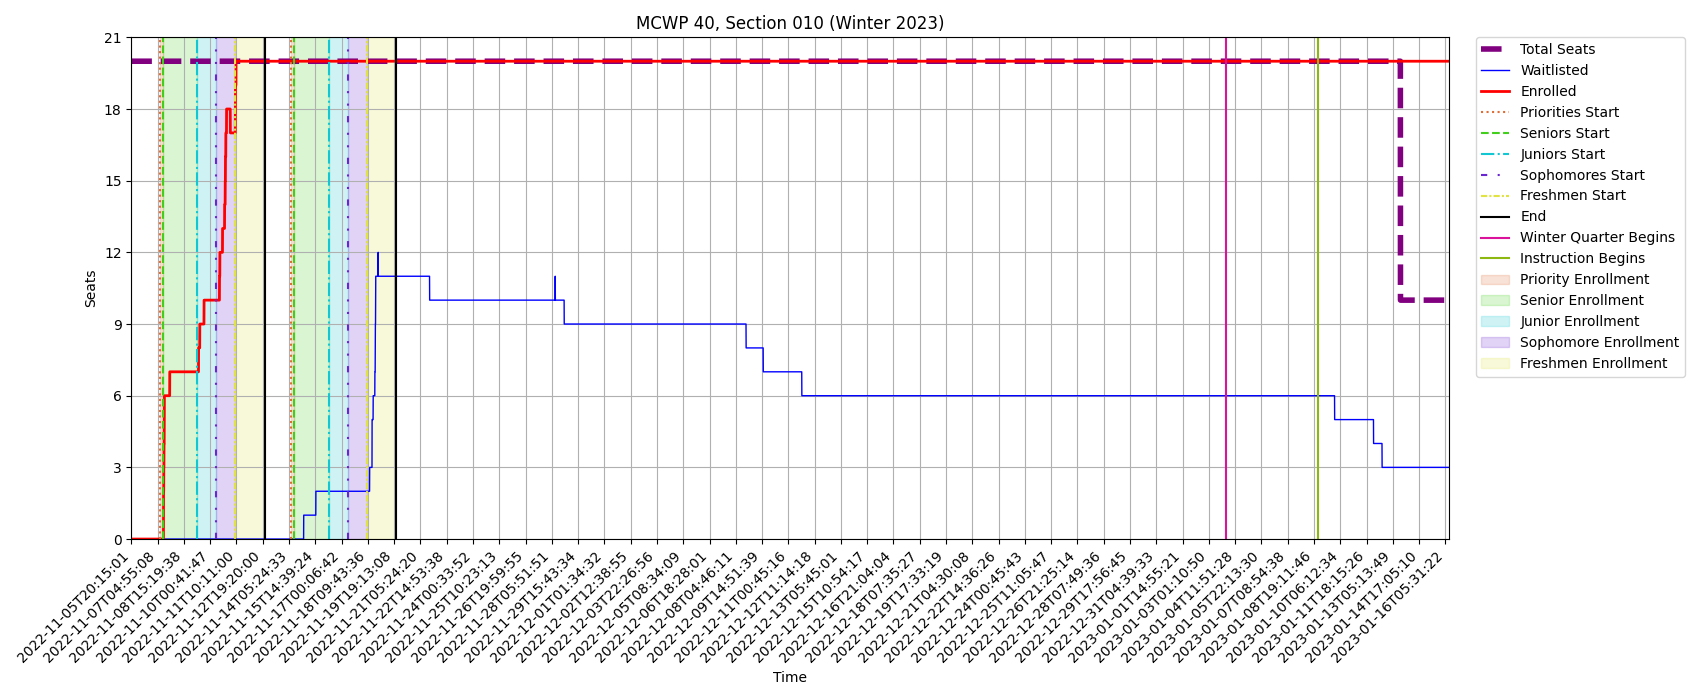 MCWP 40, Section 010 (Winter 2023)
21
18
15
12
9
6
3
0
Seats
2022-11-05T20:15:01
2022-11-07T04:55:08
2022-11-08T15:19:38
2022-11-10T00:41:47
2022-11-11T10:11:00
2022-11-12T19:20:00
2022-11-14T05:24:33
2022-11-15T14:39:24
2022-11-17T00:06:42
2022-11-18T09:43:36
2022-11-19T19:13:08
2022-11-21T05:24:20
2022-11-22T14:53:38
2022-11-24T00:33:52
2022-11-25T10:23:13
2022-11-26T19:59:55
2022-11-28T05:51:51
2022-11-29T15:43:34
2022-12-01T01:34:32
2022-12-02T12:38:55
2022-12-03T22:26:56
2022-12-05T08:34:09
2022-12-06T18:28:01
2022-12-08T04:46:11
2022-12-09T14:51:39
2022-12-11T00:45:16
2022-12-12T11:14:18
2022-12-13T05:45:01
2022-12-15T10:54:17
2022-12-16T21:04:04
2022-12-18T07:35:27
2022-12-19T17:33:19
2022-12-21T04:30:08
2022-12-22T14:36:26
2022-12-24T00:45:43
2022-12-25T11:05:47
2022-12-26T21:25:14
2022-12-28T07:49:36
2022-12-29T17:56:45
2022-12-31T04:39:33
2023-01-01T14:55:21
2023-01-03T01:10:50
2023-01-04T11:51:28
2023-01-05T22:13:30
2023-01-07T08:54:38
2023-01-08T19:11:46
2023-01-10T06:12:34
2023-01-11T18:15:26
2023-01-13T05:13:49
2023-01-14T17:05:10
2023-01-16T05:31:22
Time
Total Seats
Waitlisted
Enrolled
Priorities Start
Seniors Start
Juniors Start
Sophomores Start
Freshmen Start
End
Winter Quarter Begins
Instruction Begins
Priority Enrollment
Senior Enrollment
Junior Enrollment
Sophomore Enrollment
Freshmen Enrollment